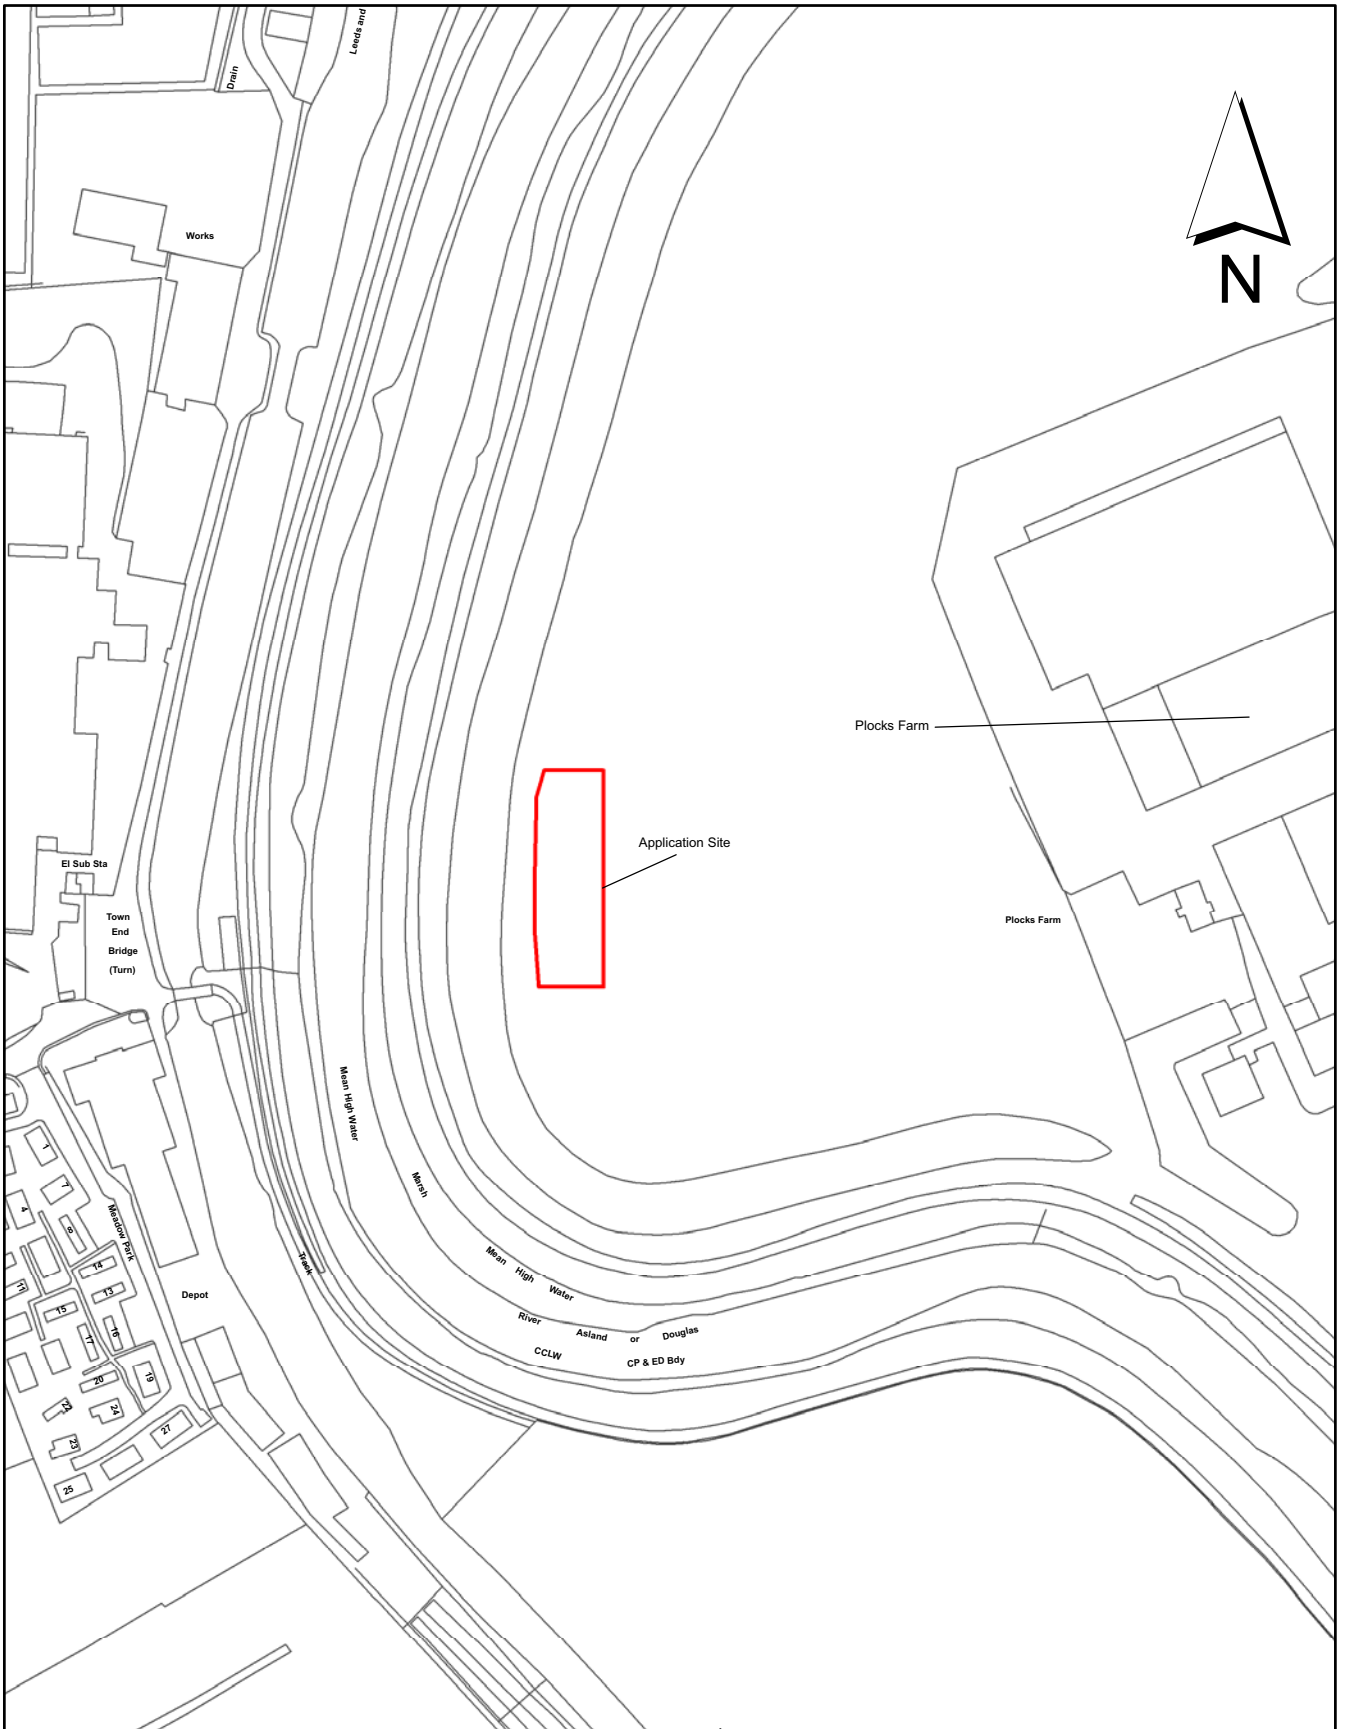 Leeds and
Drain
Works
N
Plocks Farm
Application Site
El Sub Sta
Town
End
Bridge
(Turn)
Plocks Farm
Mean High Water
Marsh
Meadow Park
Track
Mean High Water
River Asland or Douglas
CCLW
CP & ED Bdy
Depot
1
7
4
8
14
13
11
15
16
17
20
19
22
24
23
27
25